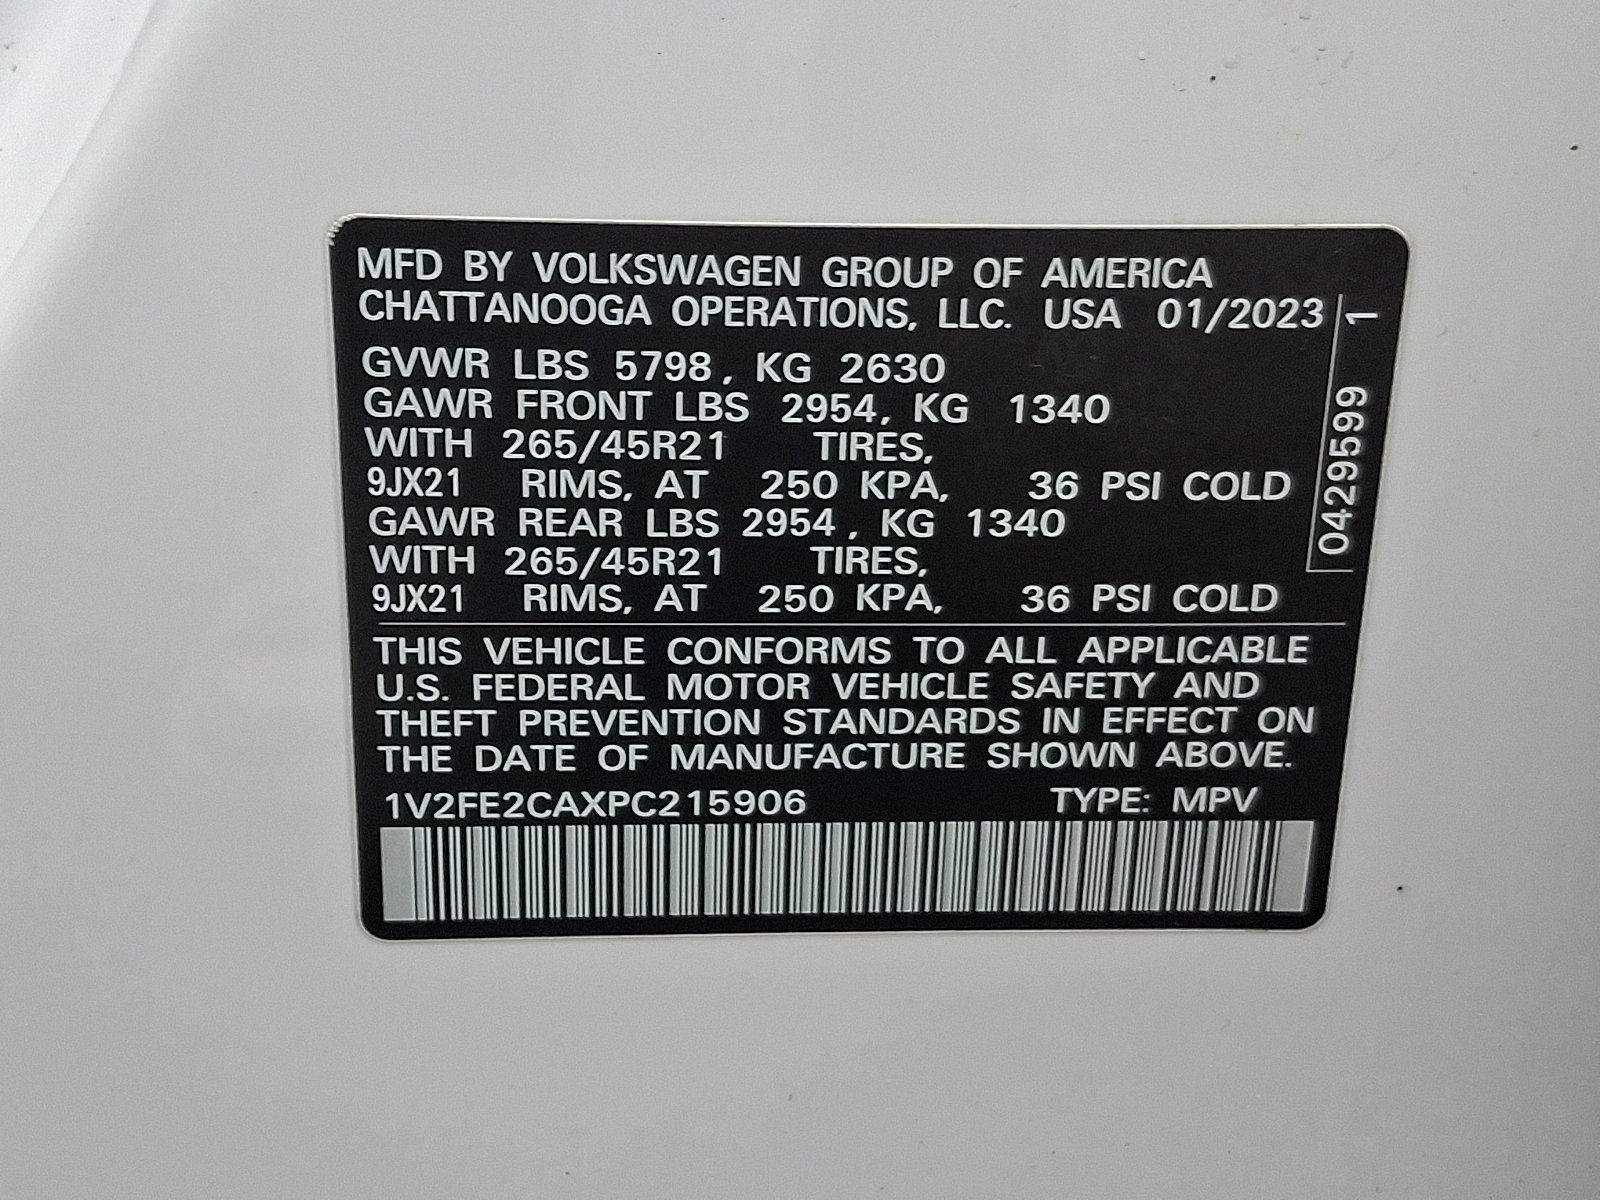 MFD BY VOLKSWAGEN GROUP OF AMERICA
CHATTANOOGA OPERATIONS, LLC. USA 01/2023
GVWR LBS 5798, KG 2630
GAWR FRONT LBS 2954, KG 1340
WITH 265/45R21 TIRES,
9JX21 RIMS, AT 250 KPA, 36 PSI COLD
GAWR REAR LBS 2954, KG 1340
WITH 265/45R21 TIRES,
9JX21 RIMS, AT 250 KPA, 36 PSI COLD
0429599 1
THIS VEHICLE CONFORMS TO ALL APPLICABLE
U.S. FEDERAL MOTOR VEHICLE SAFETY AND
THEFT PREVENTION STANDARDS IN EFFECT ON
THE DATE OF MANUFACTURE SHOWN ABOVE.
1V2FE2CAXPC215906 TYPE: MPV